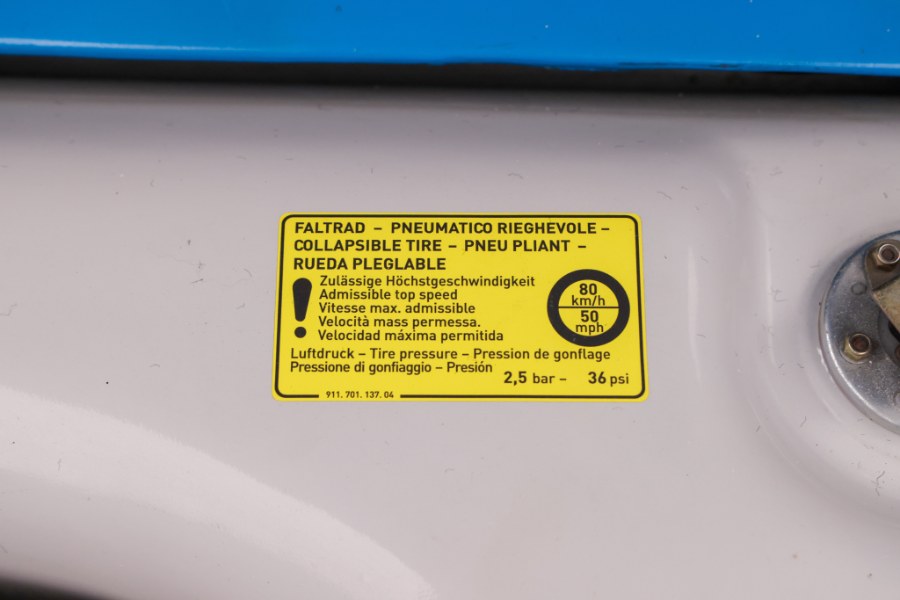 FALTRAD – PNEUMATICO RIEGHEVOLE –
COLLAPSIBLE TIRE – PNEU PLIANT –
RUEDA PLEGLABLE
! Zulässige Höchstgeschwindigkeit
Admissible top speed
Vitesse max. admissible
Velocità mass permessa.
Velocidad máxima permitida
80
km/h
50
mph
Luftdruck – Tire pressure – Pression de gonflage
Pressione di gonfiaggio – Presión
2,5 bar – 36 psi
911. 701. 137. 04